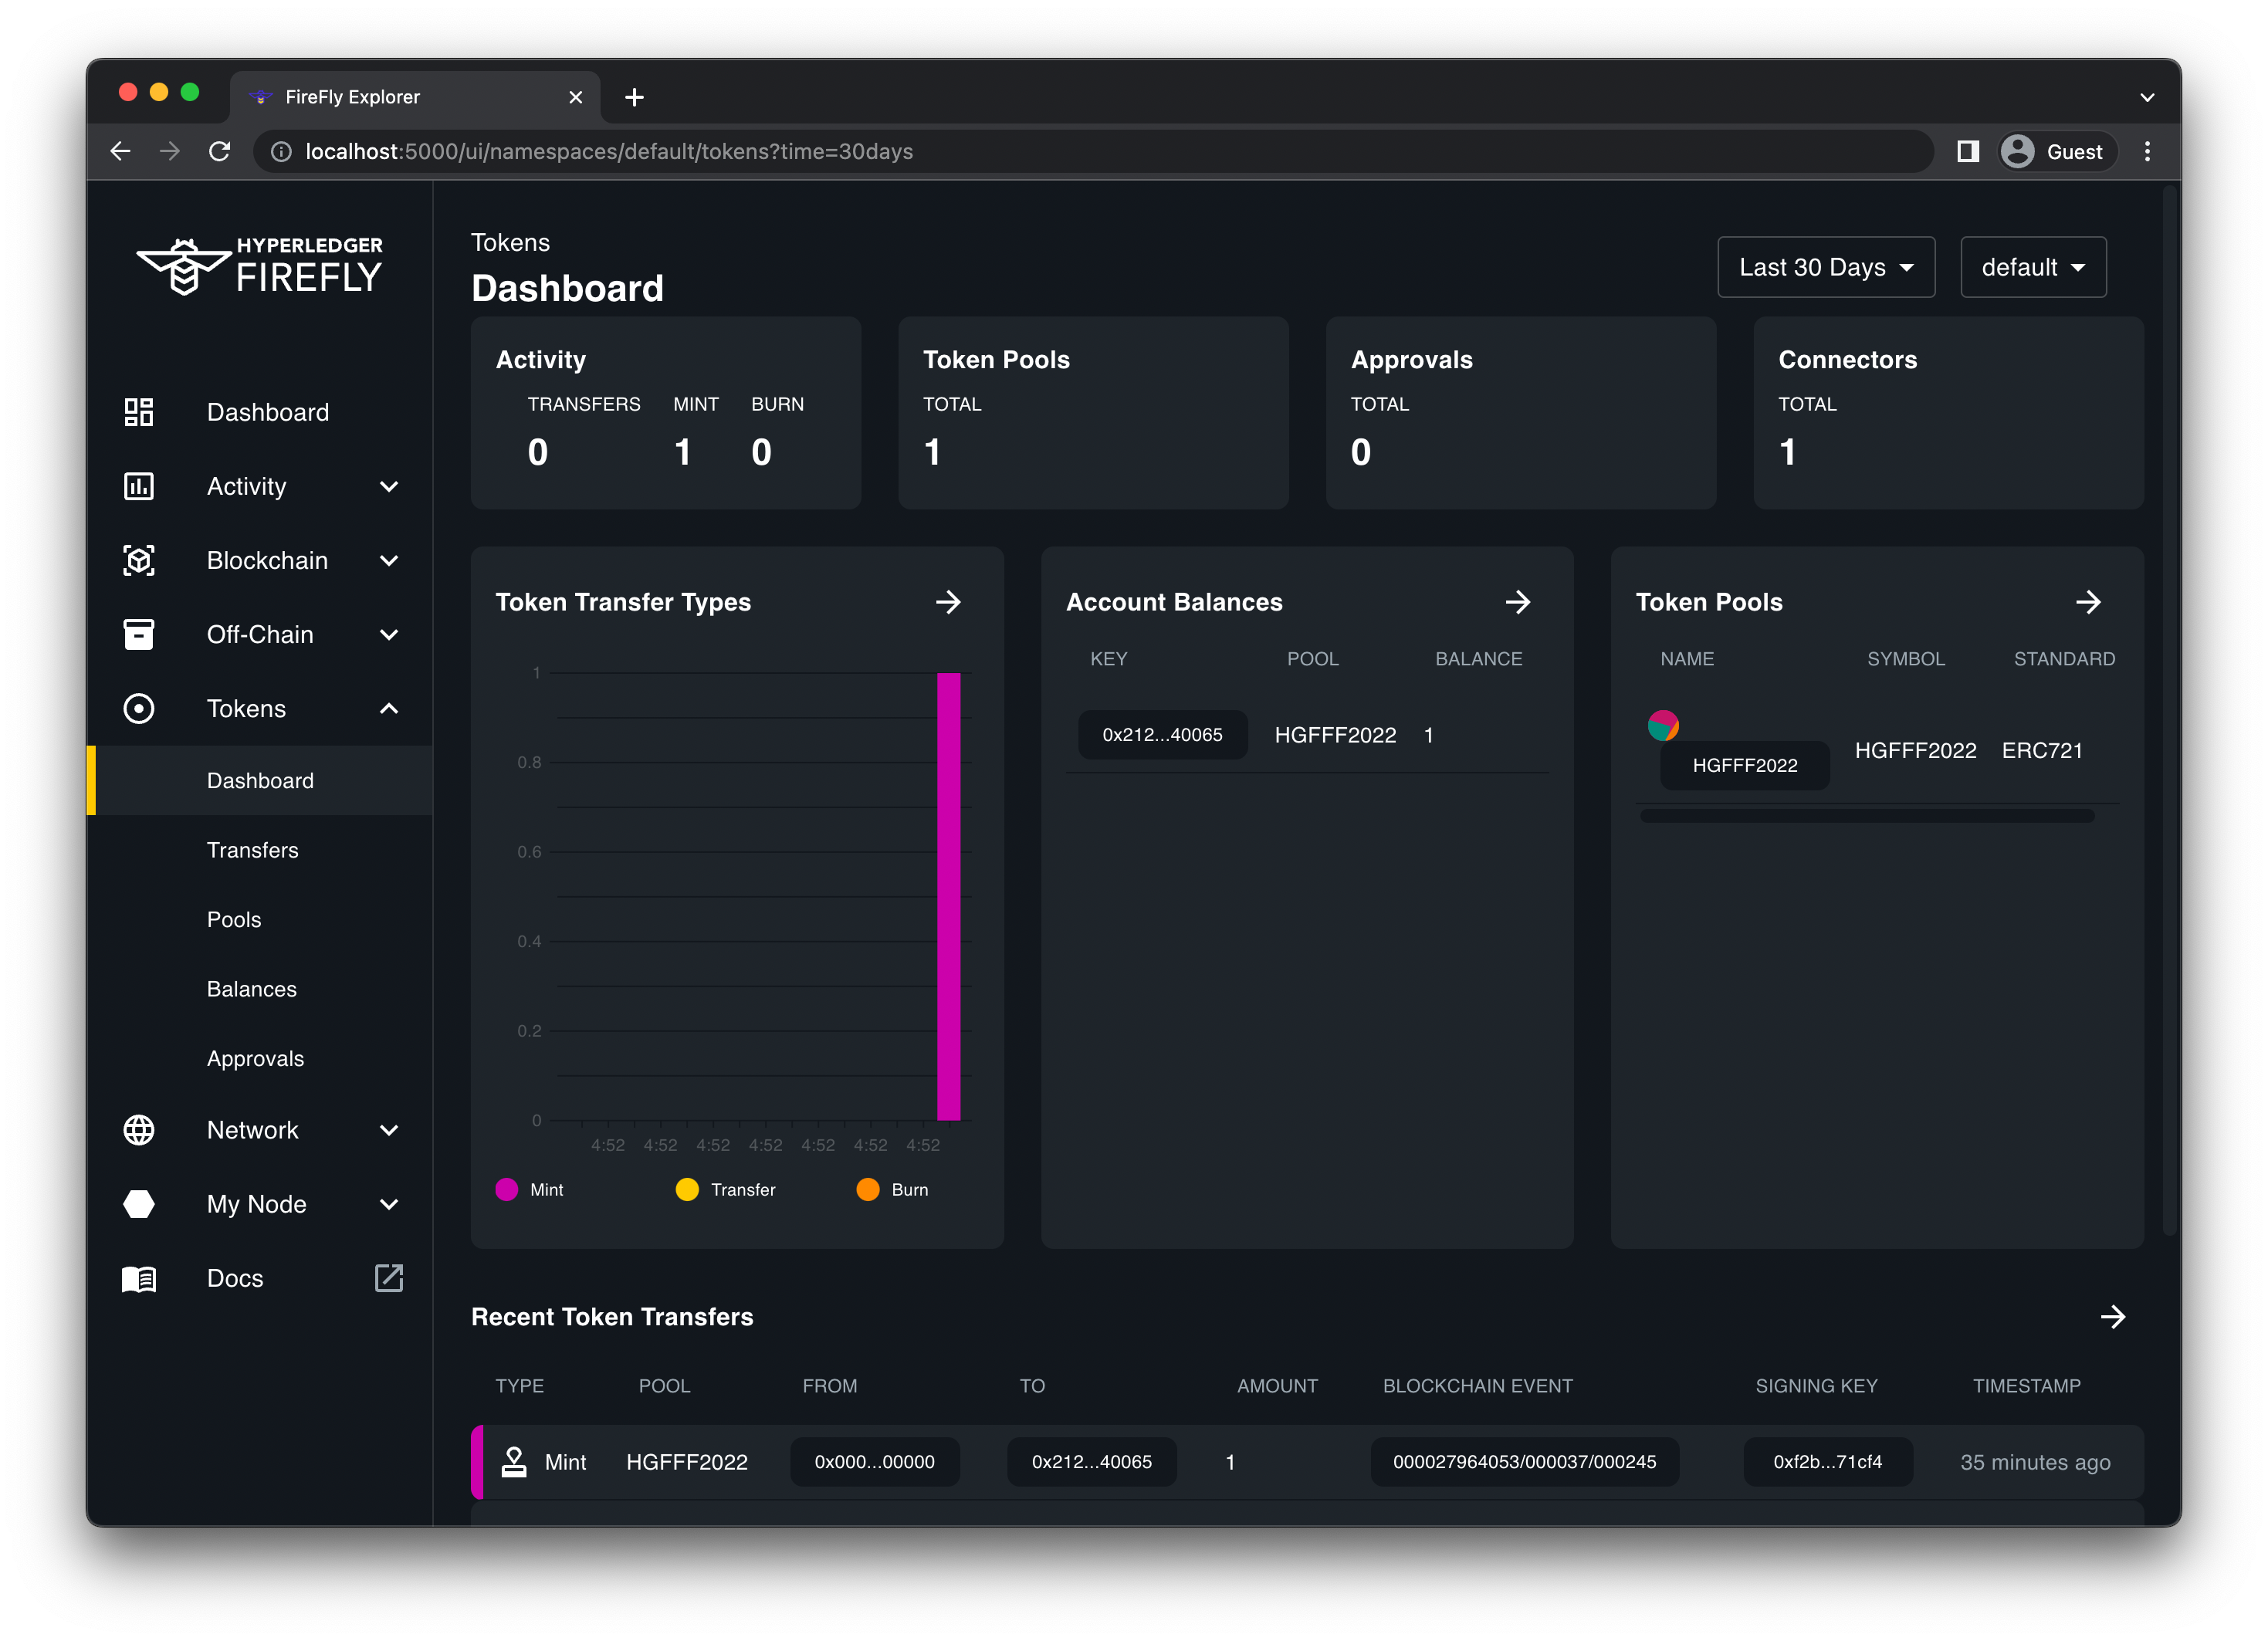 FireFly Explorer
localhost:5000/ui/namespaces/default/tokens?time=30days
Guest
HYPERLEDGER
FIREFLY
Dashboard
Activity
Blockchain
Off-Chain
Tokens
Dashboard
Transfers
Pools
Balances
Approvals
Network
My Node
Docs
Tokens
Dashboard
Last 30 Days
default
Activity
TRANSFERS MINT BURN
0 1 0
Token Pools
TOTAL
1
Approvals
TOTAL
0
Connectors
TOTAL
1
Token Transfer Types
1
0.8
0.6
0.4
0.2
0
4:52 4:52 4:52 4:52 4:52 4:52 4:52
Mint Transfer Burn
Account Balances
KEY POOL BALANCE
0x212...40065 HGFFF2022 1
Token Pools
NAME SYMBOL STANDARD
HGFFF2022 HGFFF2022 ERC721
Recent Token Transfers
TYPE POOL FROM TO AMOUNT BLOCKCHAIN EVENT SIGNING KEY TIMESTAMP
Mint HGFFF2022 0x000...00000 0x212...40065 1 000027964053/000037/000245 0xf2b...71cf4 35 minutes ago